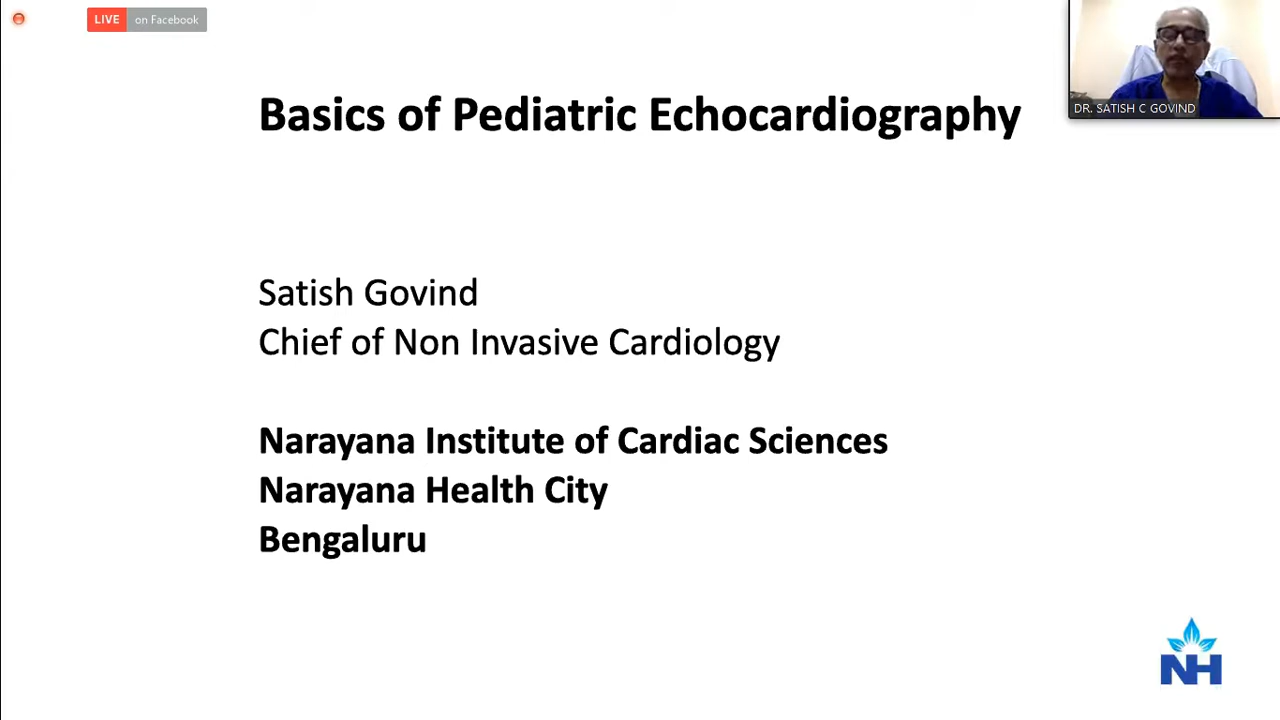 LIVE on Facebook
DR. SATISH C GOVIND
Basics of Pediatric Echocardiography
Satish Govind
Chief of Non Invasive Cardiology
Narayana Institute of Cardiac Sciences
Narayana Health City
Bengaluru
NH